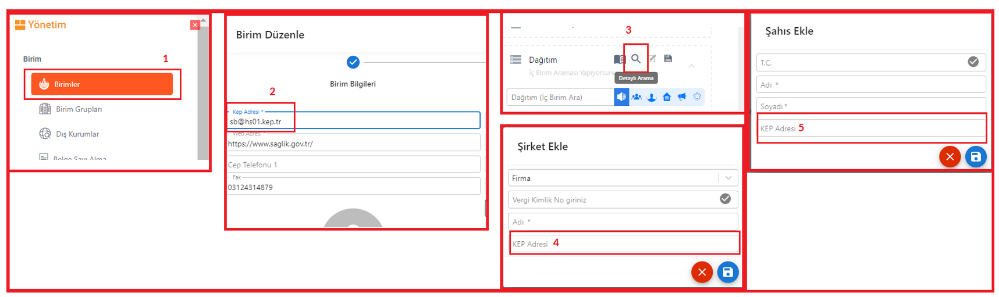 Yönetim
Birim
1
Birimler
Birim Grupları
Dış Kurumlar
Belge Sayı Alma
Birim Düzenle
Birim Bilgileri
2
Kep Adresi *
sb@hs01.kep.tr
Web Adresi *
https://www.saglik.gov.tr/
Cep Telefonu 1
Fax
03124314879
3
Dağıtım
İç Birim Araması Yapıyorsunu
Detaylı Arama
Dağıtım (İç Birim Ara)
Şirket Ekle
Firma
Vergi Kimlik No giriniz
Adı *
KEP Adresi 4
Şahıs Ekle
T.C.
Adı *
Soyadı *
KEP Adresi 5